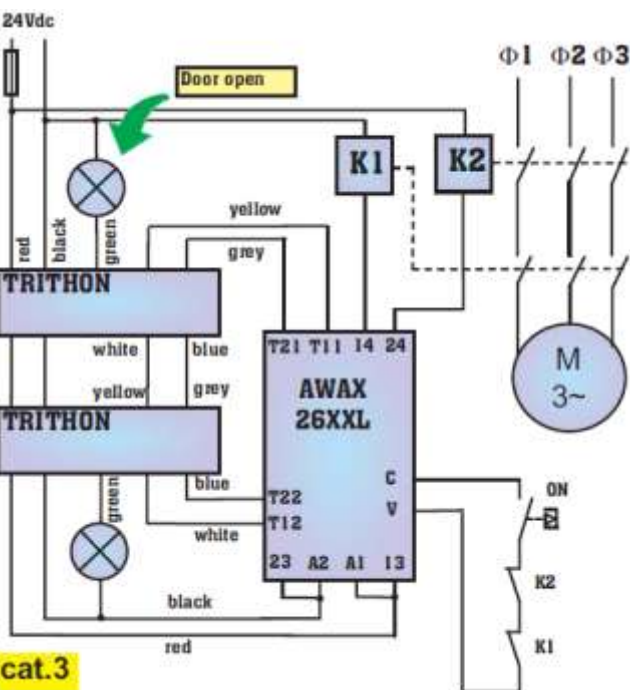 24Vdc
Door open
Φ1 Φ2 Φ3
K1 K2
yellow
grey
red
black
green
TRITHON
white blue
yellow grey
TRITHON
T21 T11 14 24
AWAX
26XXL
M
3~
green
blue
white
T22
T12
C
V
ON
23 A2 A1 13
K2
black
red
K1
cat.3